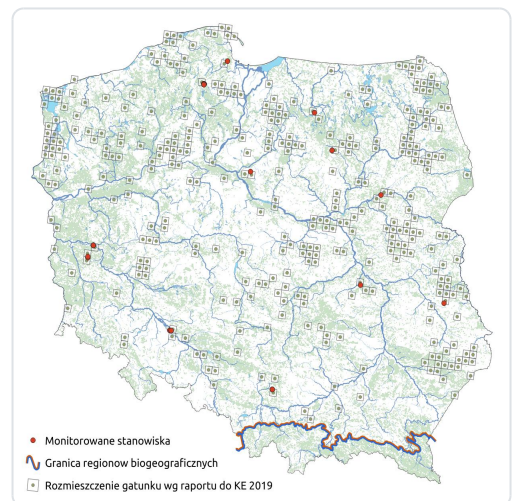 Monitorowane stanowiska
Granica regionow biogeograficznych
Rozmieszczenie gatunku wg raportu do KE 2019